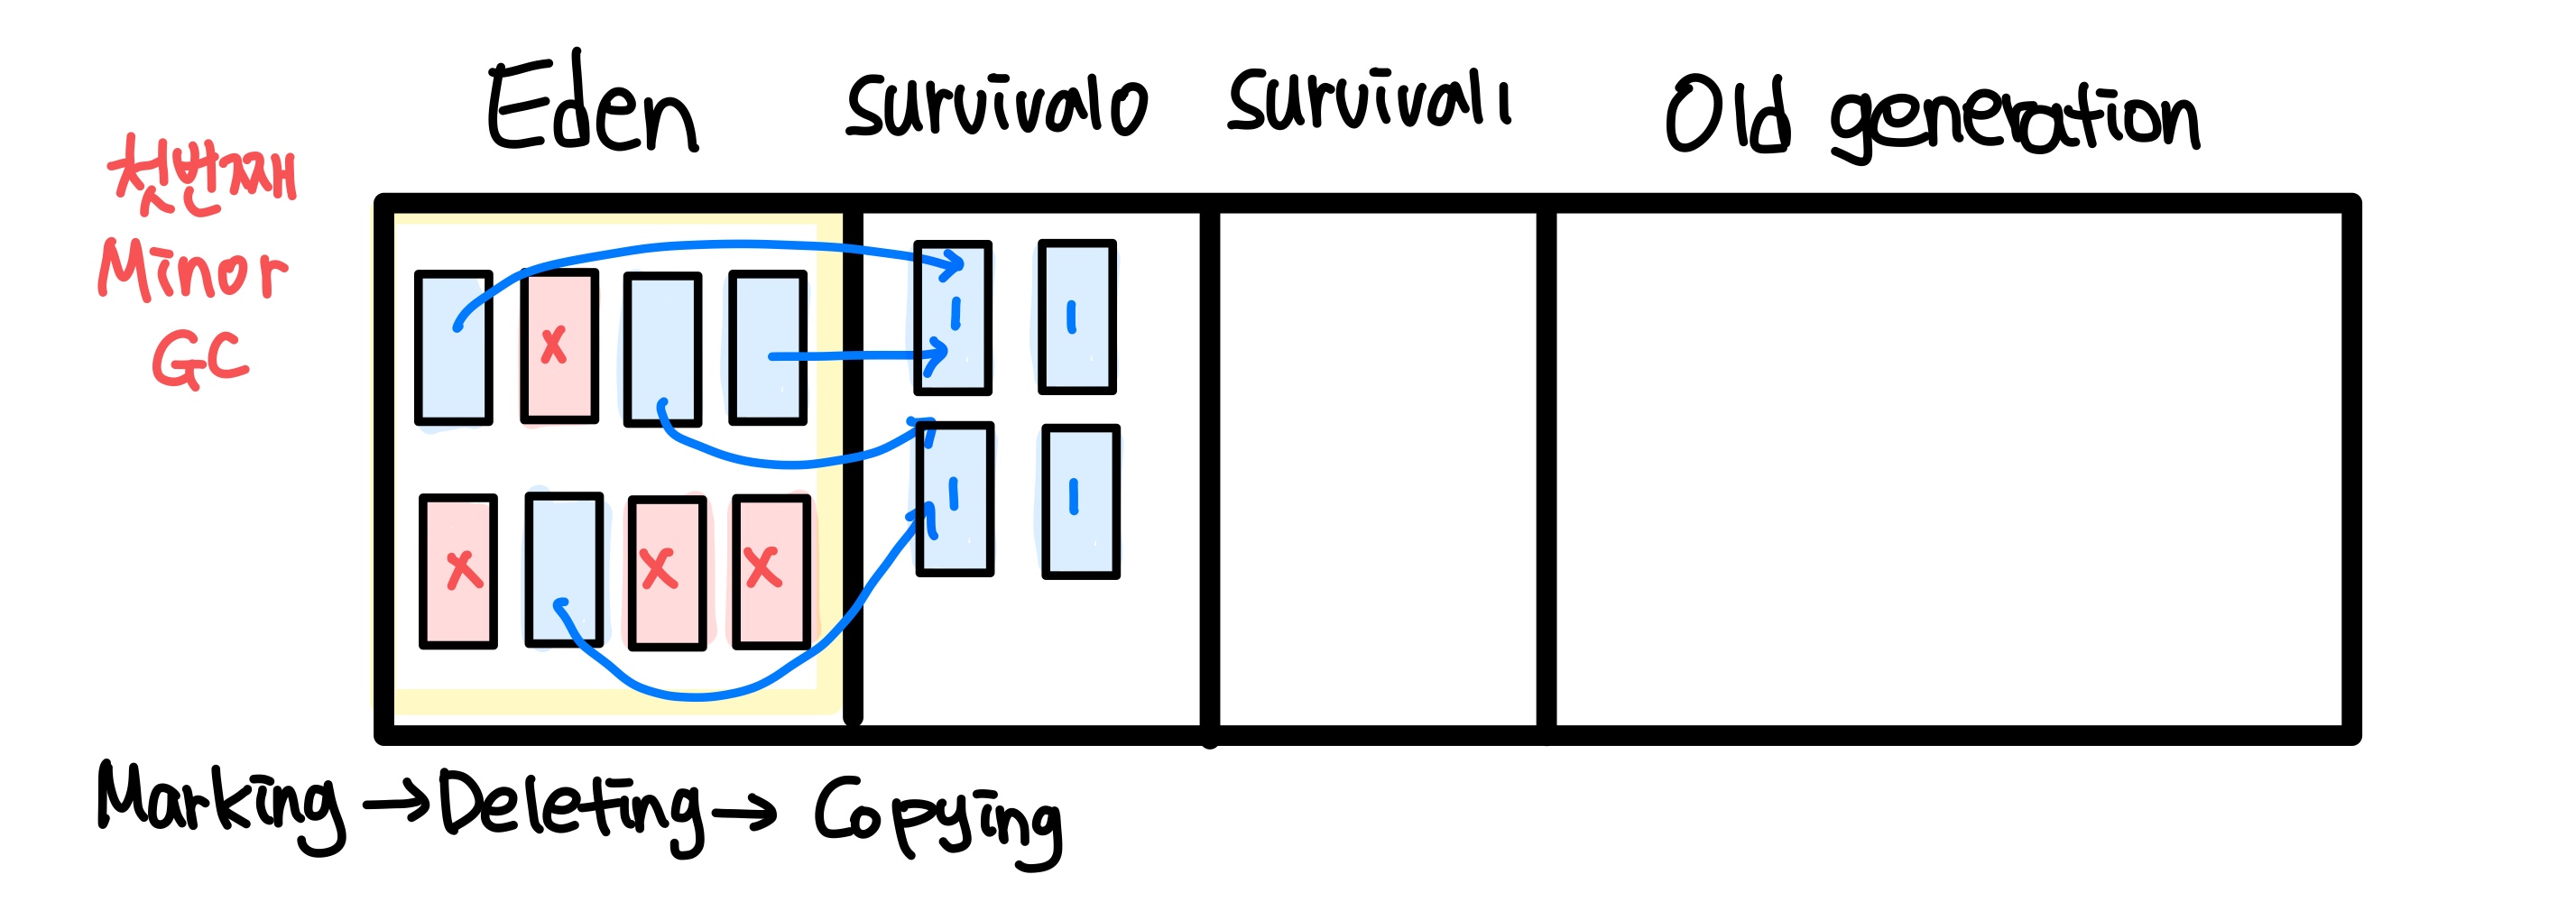 Eden survival0 survival1 Old generation
첫번째
Minor
GC
x
1 1
1 1
x x x
Marking → Deleting → Copying